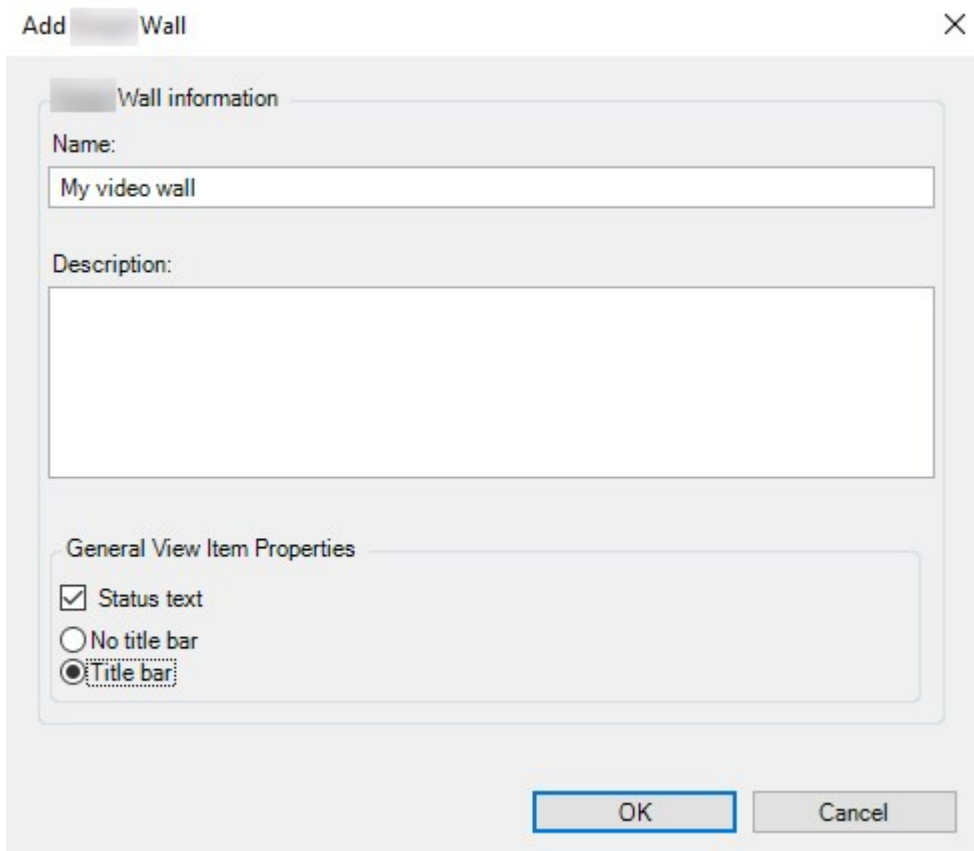 Add Wall
Wall information
Name:
My video wall
Description:
General View Item Properties
Status text
No title bar
Title bar
OK
Cancel